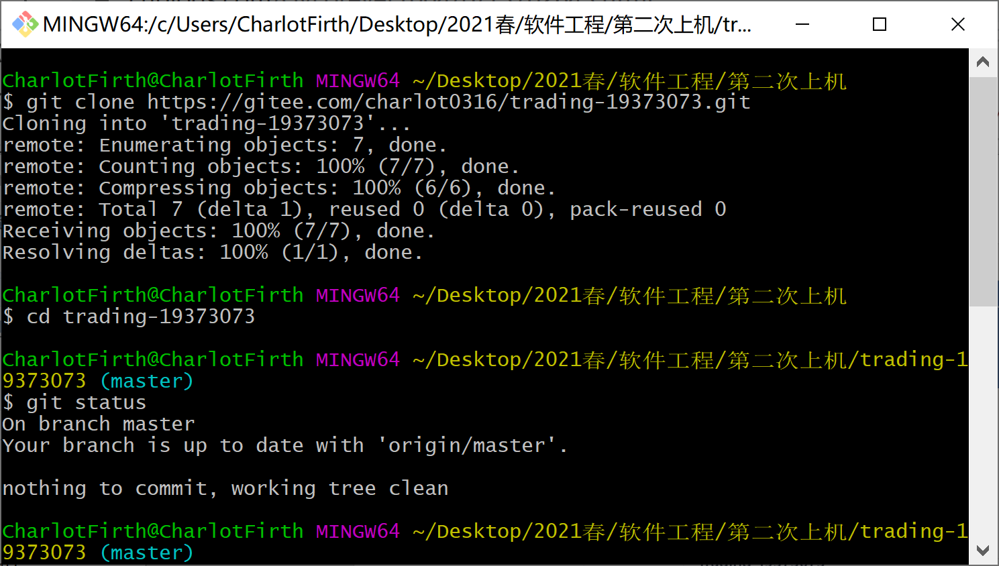 MINGW64:/c/Users/CharlotFirth/Desktop/2021春/软件工程/第二次上机/tr...
CharlotFirth@CharlotFirth MINGW64 ~/Desktop/2021春/软件工程/第二次上机
$ git clone https://gitee.com/charlot0316/trading-19373073.git
Cloning into 'trading-19373073'...
remote: Enumerating objects: 7, done.
remote: Counting objects: 100% (7/7), done.
remote: Compressing objects: 100% (6/6), done.
remote: Total 7 (delta 1), reused 0 (delta 0), pack-reused 0
Receiving objects: 100% (7/7), done.
Resolving deltas: 100% (1/1), done.
CharlotFirth@CharlotFirth MINGW64 ~/Desktop/2021春/软件工程/第二次上机
$ cd trading-19373073
CharlotFirth@CharlotFirth MINGW64 ~/Desktop/2021春/软件工程/第二次上机/trading-1
9373073 (master)
$ git status
On branch master
Your branch is up to date with 'origin/master'.
nothing to commit, working tree clean
CharlotFirth@CharlotFirth MINGW64 ~/Desktop/2021春/软件工程/第二次上机/trading-1
9373073 (master)